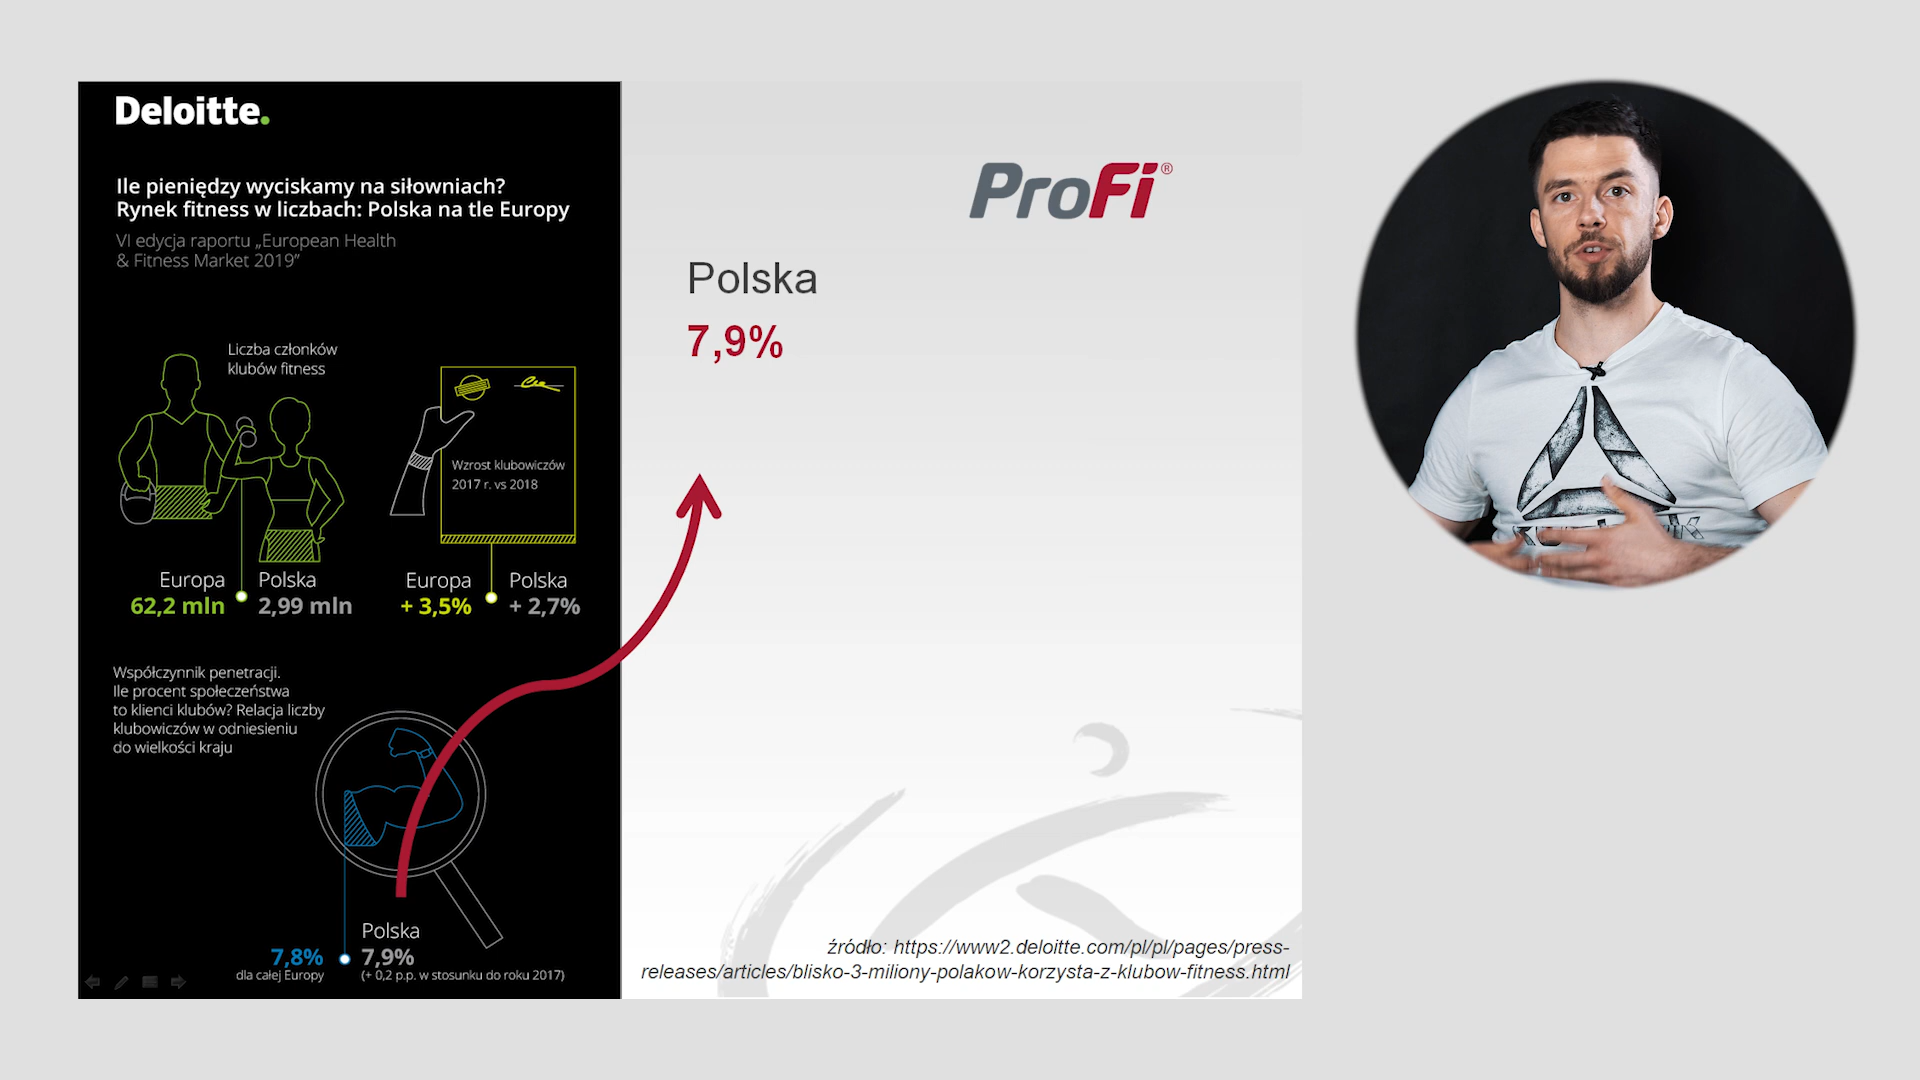 Deloitte.
Ile pieniędzy wyciskamy na siłowniach?
Rynek fitness w liczbach: Polska na tle Europy
VI edycja raportu „European Health
& Fitness Market 2019”
Liczba członków
klubów fitness
Europa
62,2 mln
Polska
2,99 mln
Wzrost klubowiczów
2017 r. vs 2018
Europa
+ 3,5%
Polska
+ 2,7%
Współczynnik penetracji.
Ile procent społeczeństwa
to klienci klubów? Relacja liczby
klubowiczów w odniesieniu
do wielkości kraju
7,8%
dla całej Europy
Polska
7,9%
(+ 0,2 p.p. w stosunku do roku 2017)
ProFi®
Polska
7,9%
źródło: https://www2.deloitte.com/pl/pl/pages/press-
releases/articles/blisko-3-miliony-polakow-korzysta-z-klubow-fitness.html